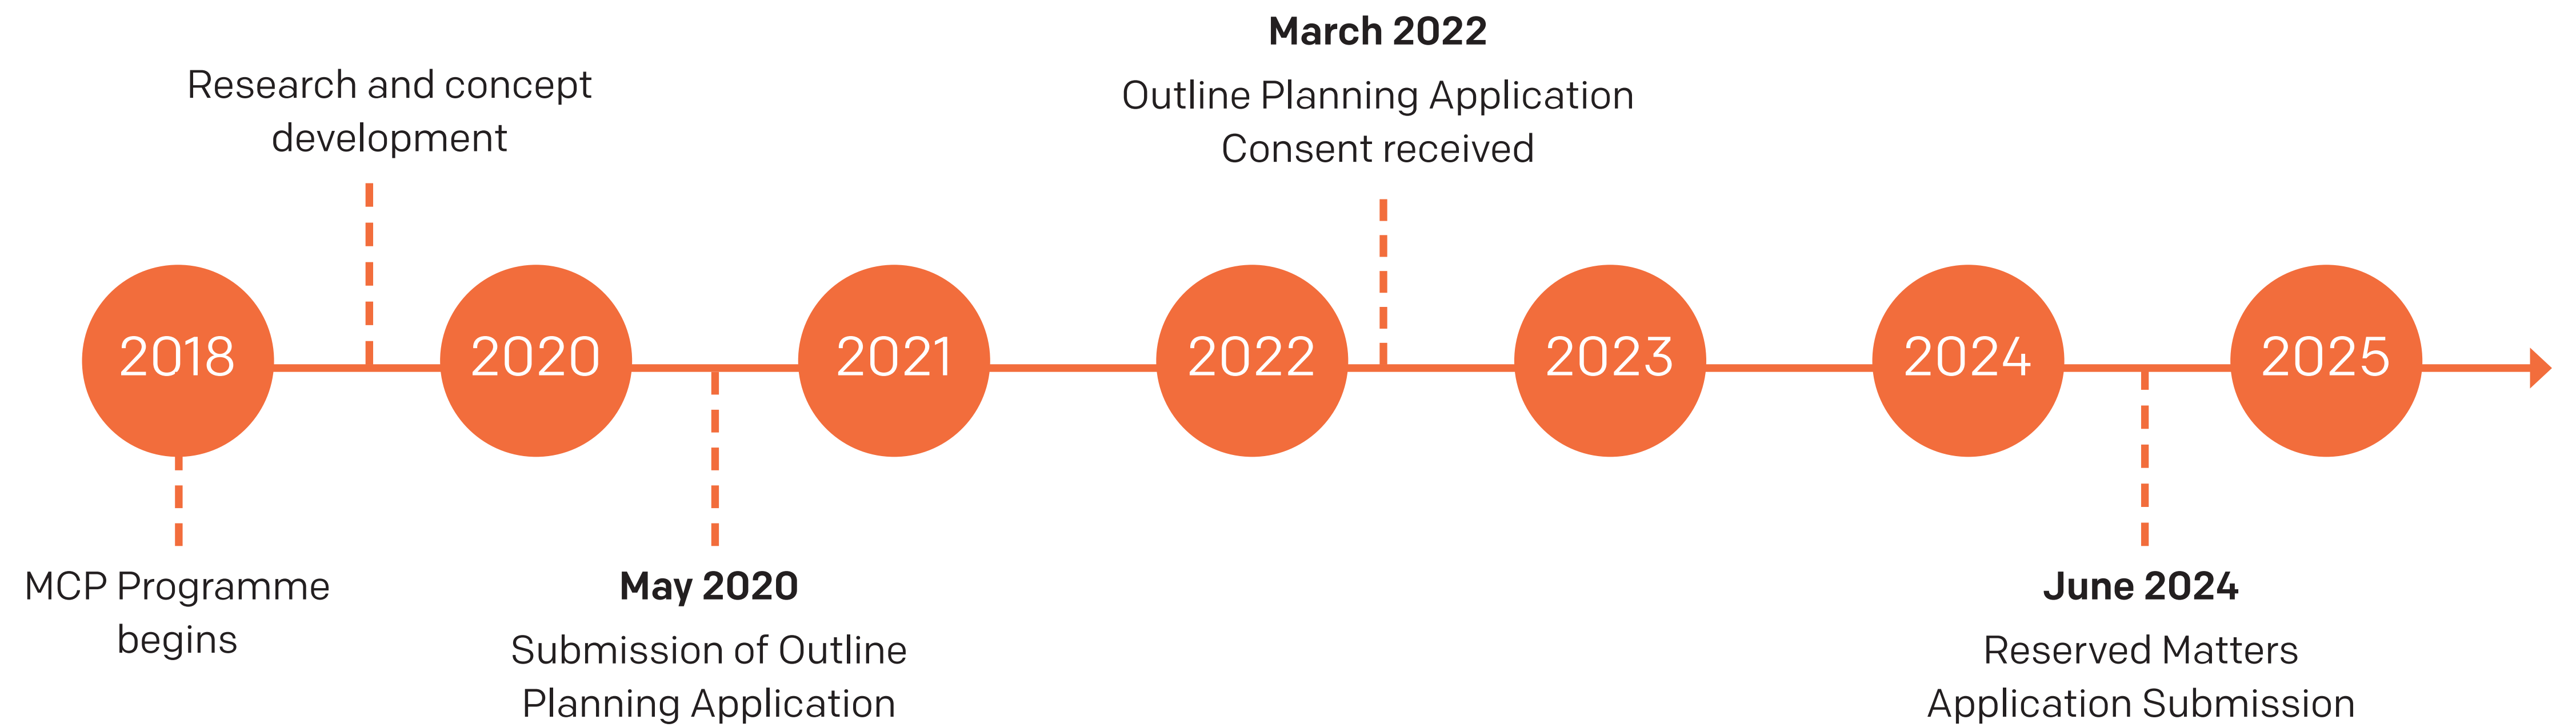 March 2022
Outline Planning Application
Consent received
Research and concept
development
2018
2020
2021
2022
2023
2024
2025
MCP Programme
begins
May 2020
Submission of Outline
Planning Application
June 2024
Reserved Matters
Application Submission